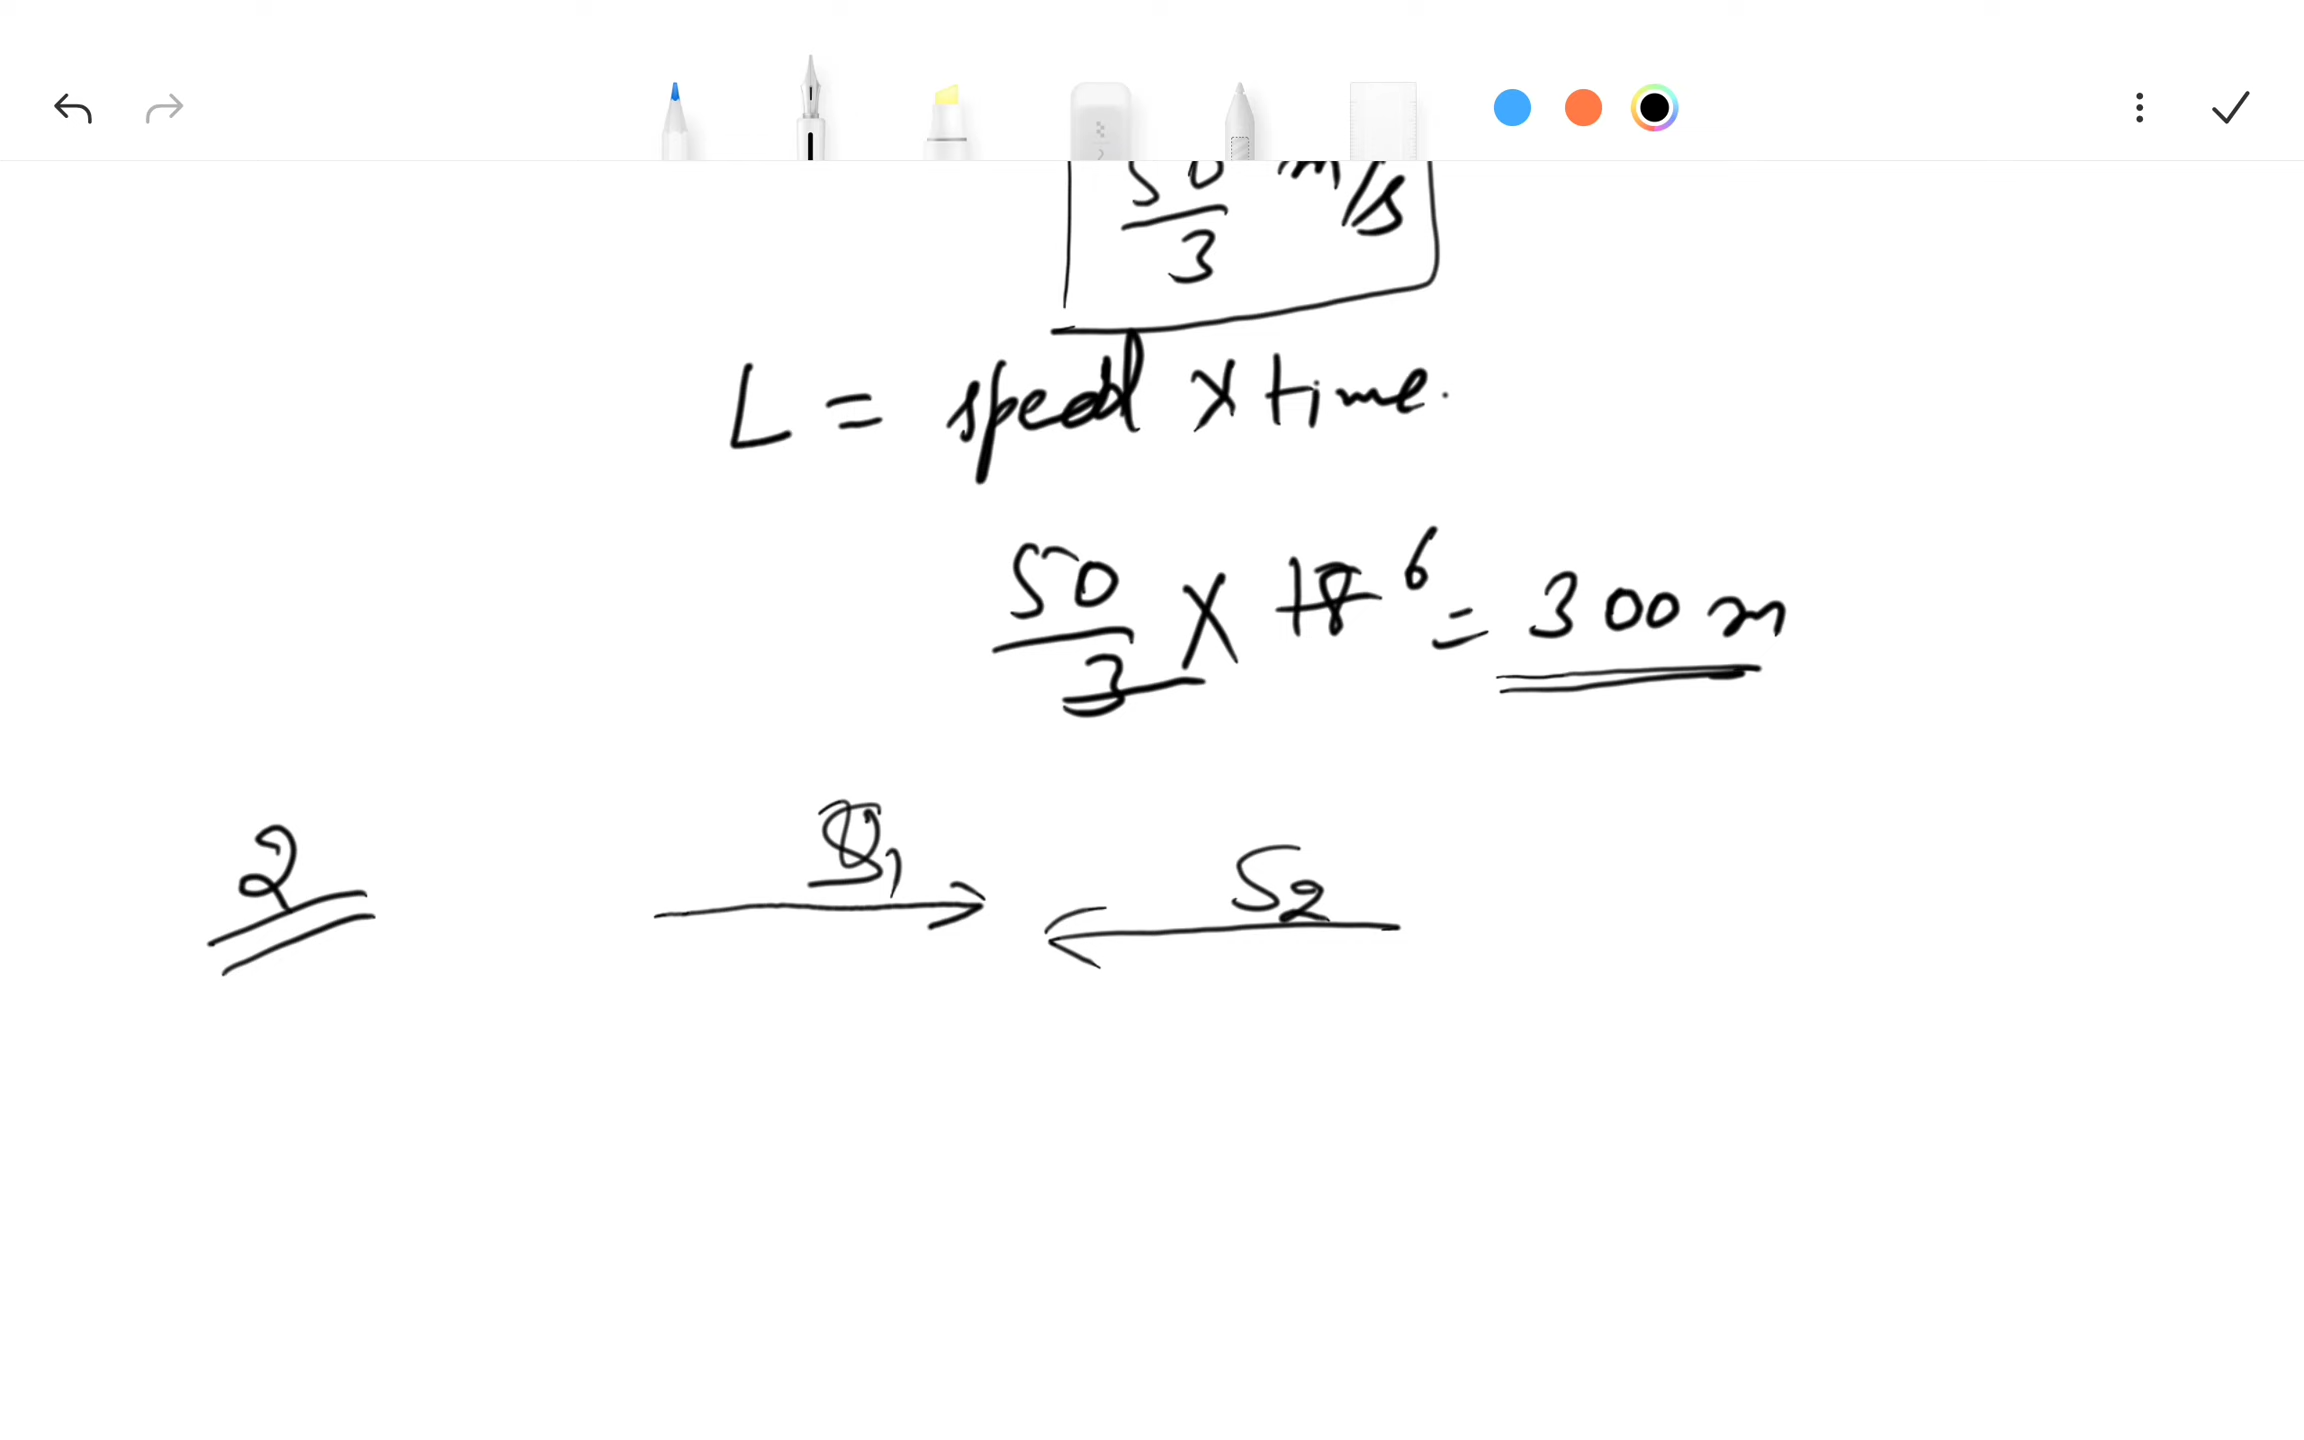 50 m/s
3
L = speed × time.
50 × 18 6 = 300 m
3
2 S1 S2